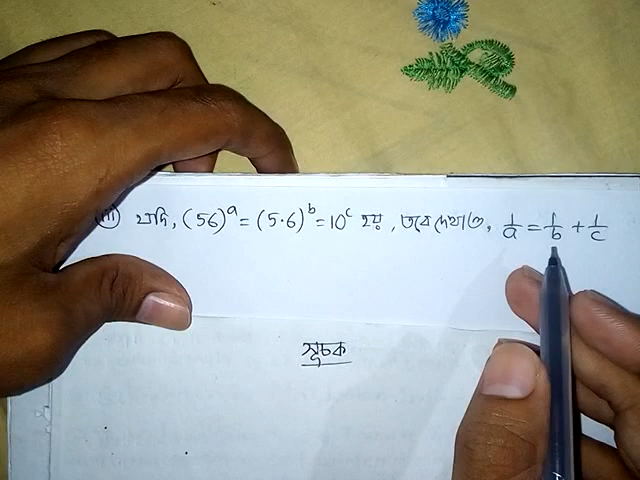 (iii) যদি, (56)^a = (5·6)^b = 10^c হয়, তবে দেখাও, 1/a = 1/b + 1/c
সূচক